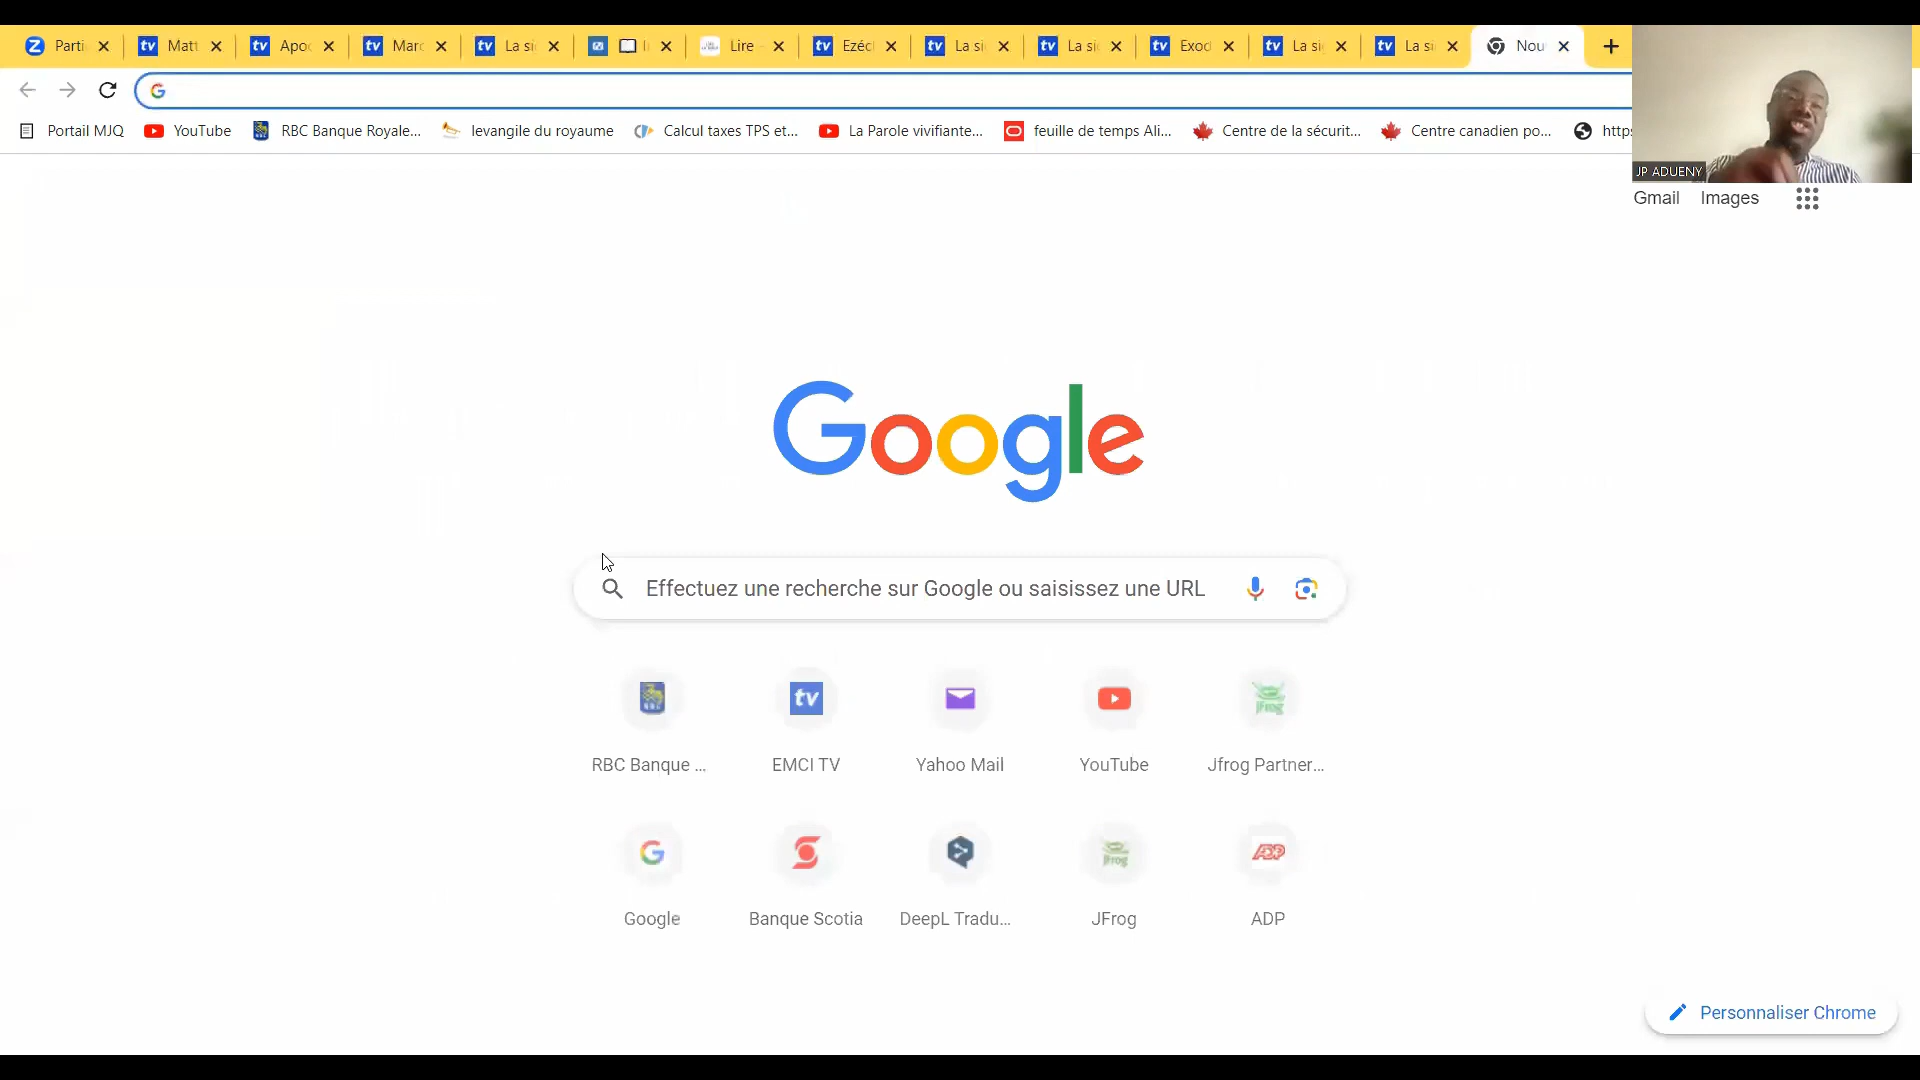 Parti
Matt
Apoc
Marc
La si
Lire -
Ezéc
La si
La si
Exod
La si
La si
Nou
Portail MJQ
YouTube
RBC Banque Royale...
levangile du royaume
Calcul taxes TPS et...
La Parole vivifiante...
feuille de temps Ali...
Centre de la sécurit...
Centre canadien po...
https
JP ADUENY
Gmail
Images
Google
Effectuez une recherche sur Google ou saisissez une URL
RBC Banque ...
EMCI TV
Yahoo Mail
YouTube
Jfrog Partner...
Google
Banque Scotia
DeepL Tradu...
JFrog
ADP
Personnaliser Chrome